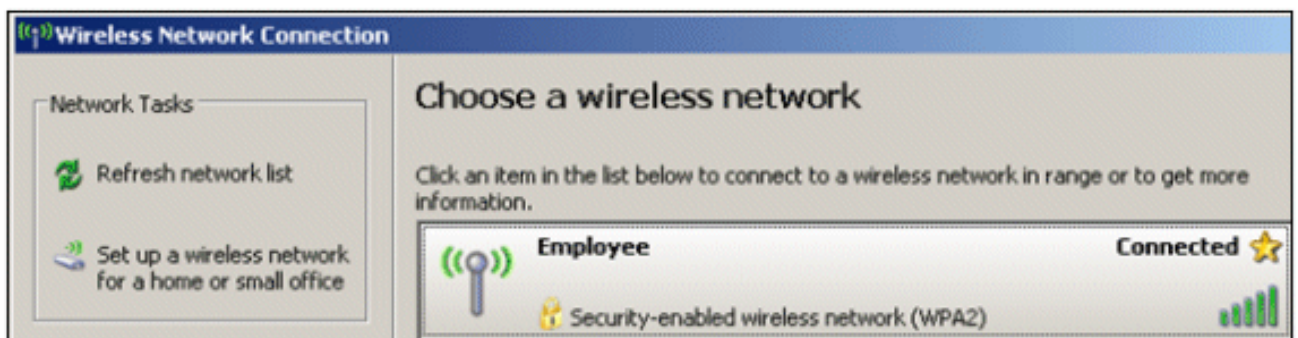 Wireless Network Connection
Network Tasks
Refresh network list
Set up a wireless network
for a home or small office
Choose a wireless network
Click an item in the list below to connect to a wireless network in range or to get more
information.
Employee
Connected
Security-enabled wireless network (WPA2)